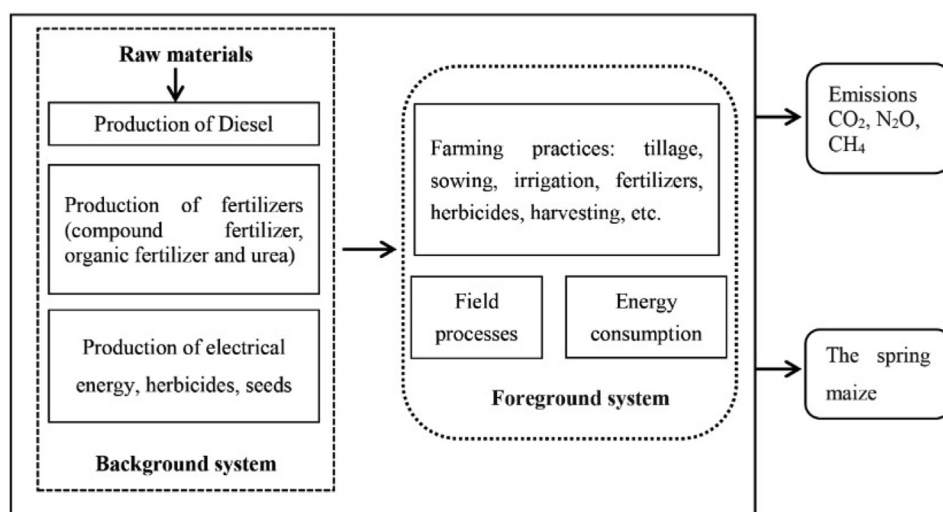 Raw materials
Production of Diesel
Production of fertilizers
(compound fertilizer,
organic fertilizer and urea)
Production of electrical
energy, herbicides, seeds
Background system
Farming practices: tillage,
sowing, irrigation, fertilizers,
herbicides, harvesting, etc.
Field
processes
Energy
consumption
Foreground system
Emissions
CO₂, N₂O,
CH₄
The spring
maize